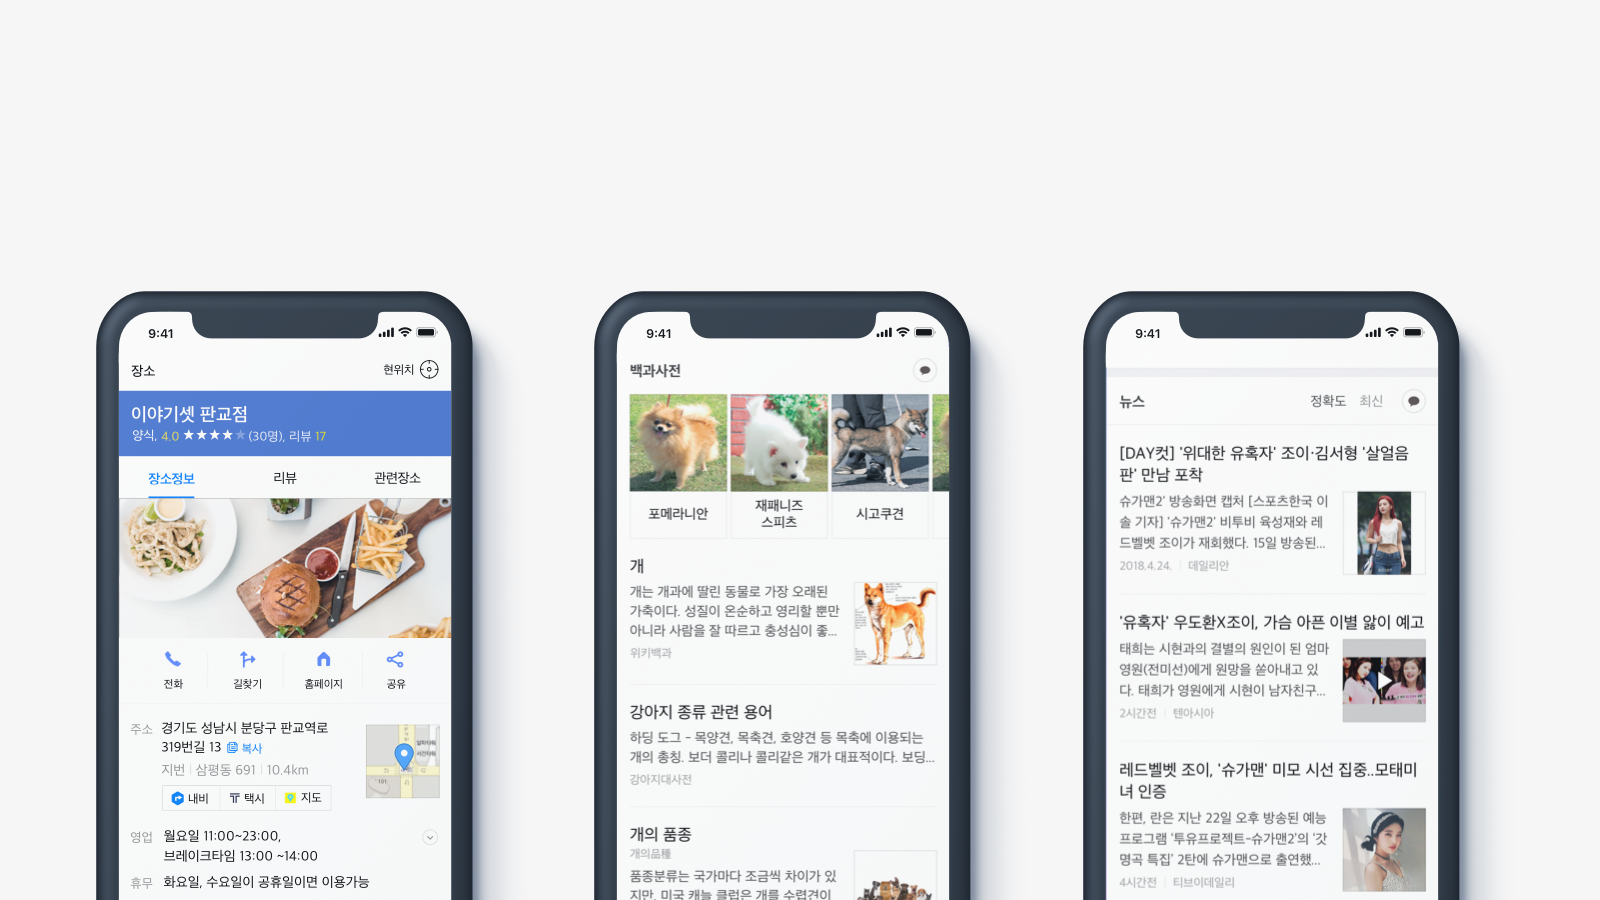 9:41
장소
현위치
이야기셋 판교점
양식, 4.0 ★★★★★ (30명), 리뷰 17
장소정보
리뷰
관련장소
전화
길찾기
홈페이지
공유
주소
경기도 성남시 분당구 판교역로
319번길 13 복사
지번 | 삼평동 691 | 10.4km
내비
택시
지도
영업
월요일 11:00~23:00,
브레이크타임 13:00 ~14:00
휴무
화요일, 수요일이 공휴일이면 이용가능
9:41
백과사전
포메라니안
재패니즈
스피츠
시고쿠견
개
개는 개과에 딸린 동물로 가장 오래된
가축이다. 성질이 온순하고 영리할 뿐만
아니라 사람을 잘 따르고 충성심이 좋...
위키백과
강아지 종류 관련 용어
하딩 도그 - 목양견, 목축견, 호양견 등 목축에 이용되는
개의 총칭. 보더 콜리나 콜리같은 개가 대표적이다. 보딩...
강아지대사전
개의 품종
개의品種
품종분류는 국가마다 조금씩 차이가 있
지만, 미국 캐늘 클럽은 개를 수렵견이
9:41
뉴스
정확도
최신
[DAY컷] '위대한 유혹자' 조이·김서형 '살얼음
판' 만남 포착
슈가맨2' 방송화면 캡처 [스포츠한국 이
솔 기자] '슈가맨2' 비투비 육성재와 레
드벨벳 조이가 재회했다. 15일 방송된...
2018.4.24. | 데일리안
'유혹자' 우도환X조이, 가슴 아픈 이별 앓이 예고
태희는 시현과의 결별의 원인이 된 엄마
영원(전미선)에게 원망을 쏟아내고 있
다. 태희가 영원에게 시현이 남자친구...
2시간전 | 텐아시아
레드벨벳 조이, '슈가맨' 미모 시선 집중..모태미
녀 인증
한편, 란은 지난 22일 오후 방송된 예능
프로그램 '투유프로젝트-슈가맨2'의 '갓
명곡 특집' 2탄에 슈가맨으로 출연했...
4시간전 | 티브이데일리